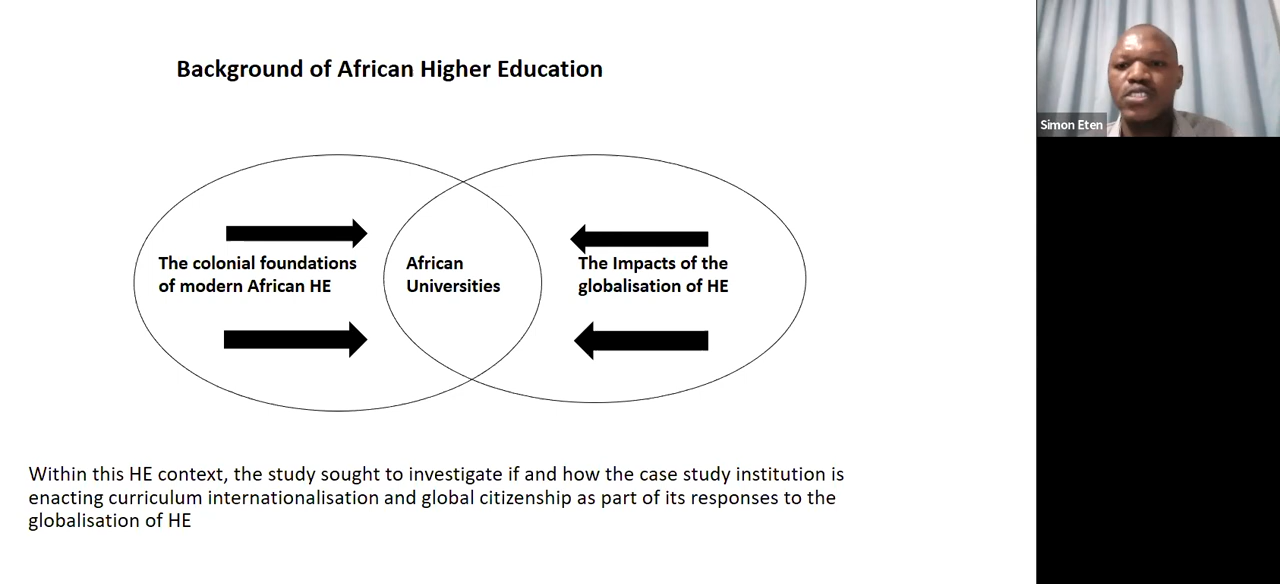 Background of African Higher Education
Simon Eten
The colonial foundations
of modern African HE
African
Universities
The Impacts of the
globalisation of HE
Within this HE context, the study sought to investigate if and how the case study institution is
enacting curriculum internationalisation and global citizenship as part of its responses to the
globalisation of HE